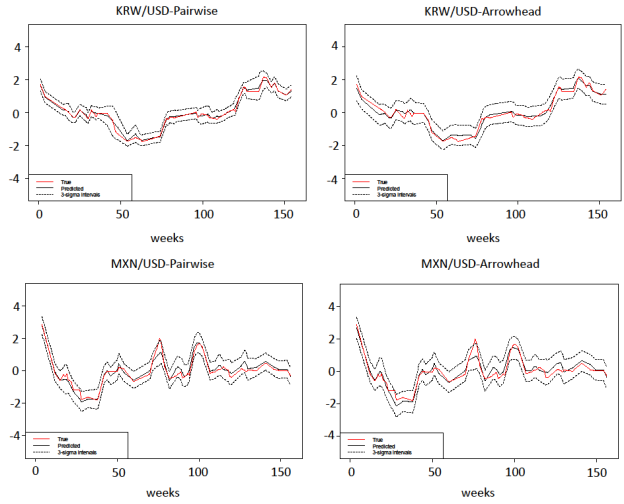 KRW/USD-Pairwise
4
2
0
-2
-4
True
Predicted
3-sigma intervals
0 50 100 150
weeks
KRW/USD-Arrowhead
4
2
0
-2
-4
True
Predicted
3-sigma intervals
0 50 100 150
weeks
MXN/USD-Pairwise
4
2
0
-2
-4
True
Predicted
3-sigma intervals
0 50 100 150
weeks
MXN/USD-Arrowhead
4
2
0
-2
-4
True
Predicted
3-sigma intervals
0 50 100 150
weeks